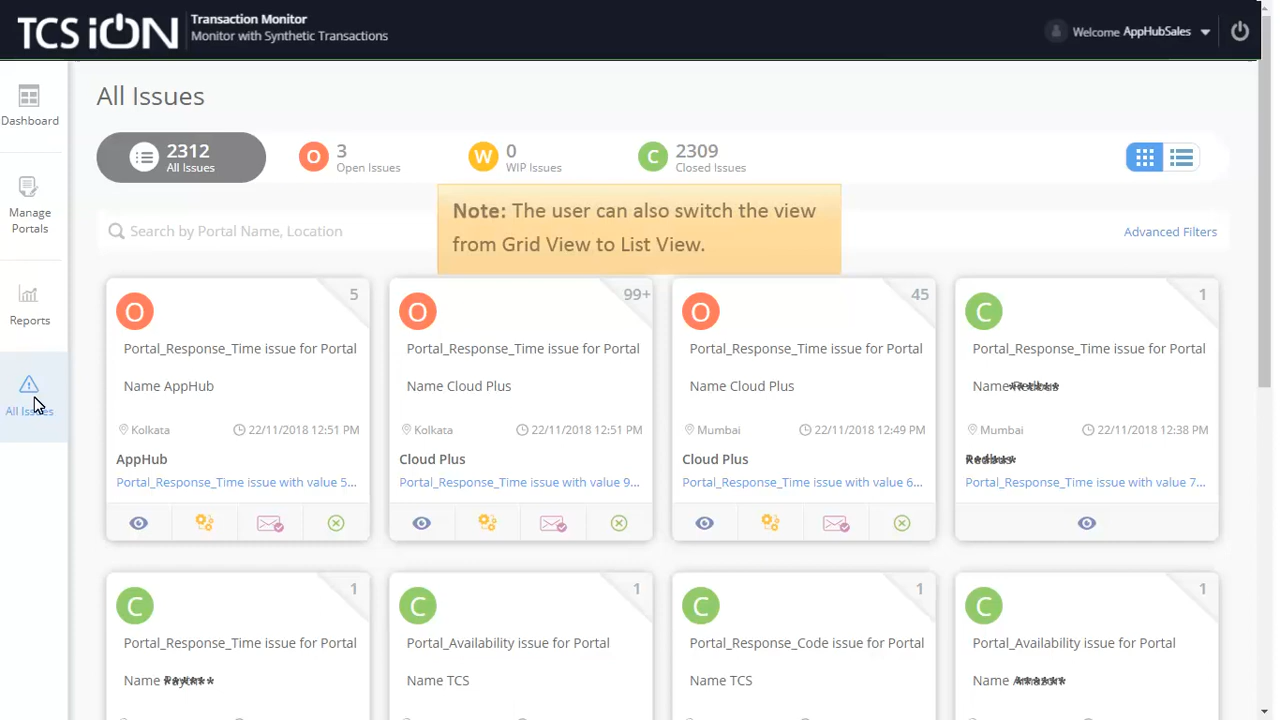 TCS iON
Transaction Monitor
Monitor with Synthetic Transactions
Welcome AppHubSales
Dashboard
Manage
Portals
Reports
All Issues
All Issues
2312
All Issues
O
3
Open Issues
W
0
WIP Issues
C
2309
Closed Issues
Note: The user can also switch the view
from Grid View to List View.
Search by Portal Name, Location
Advanced Filters
O
5
Portal_Response_Time issue for Portal
Name AppHub
Kolkata
22/11/2018 12:51 PM
AppHub
Portal_Response_Time issue with value 5...
O
99+
Portal_Response_Time issue for Portal
Name Cloud Plus
Kolkata
22/11/2018 12:51 PM
Cloud Plus
Portal_Response_Time issue with value 9...
O
45
Portal_Response_Time issue for Portal
Name Cloud Plus
Mumbai
22/11/2018 12:49 PM
Cloud Plus
Portal_Response_Time issue with value 6...
C
1
Portal_Response_Time issue for Portal
Name
Mumbai
22/11/2018 12:38 PM
Portal_Response_Time issue with value 7...
C
1
Portal_Response_Time issue for Portal
Name
C
1
Portal_Availability issue for Portal
Name TCS
C
1
Portal_Response_Code issue for Portal
Name TCS
C
1
Portal_Availability issue for Portal
Name